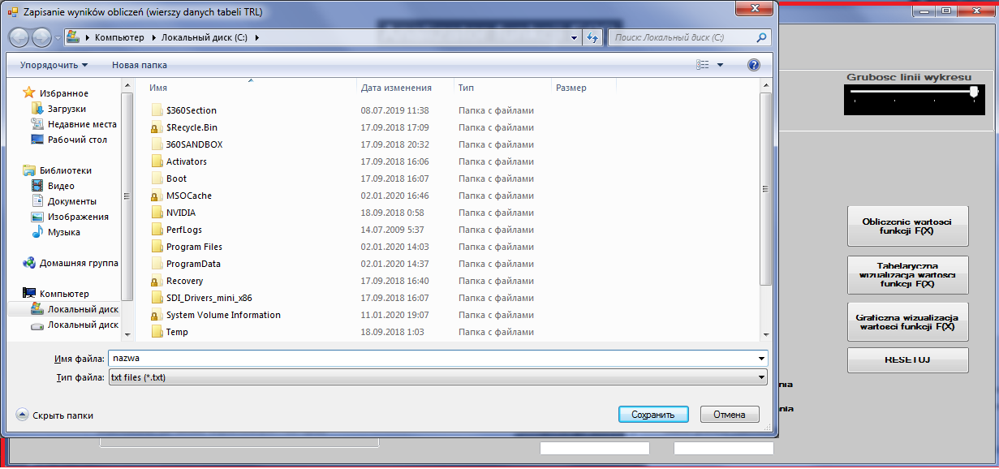 Zapisanie wyników obliczeń (wierszy danych tabeli TRL)
Компьютер Локальный диск (C:)
Поиск: Локальный диск (C)
Упорядочить Новая папка
Имя Дата изменения Тип Размер
Избранное
Загрузки
Недавние места
Рабочий стол
Библиотеки
Видео
Документы
Изображения
Музыка
Домашняя группа
Компьютер
Локальный диск
Локальный диск
$360Section 08.07.2019 11:38 Папка с файлами
$Recycle.Bin 17.09.2018 17:09 Папка с файлами
360SANDBOX 17.09.2018 20:32 Папка с файлами
Activators 17.09.2018 16:06 Папка с файлами
Boot 17.09.2018 16:07 Папка с файлами
MSOCache 02.01.2020 16:46 Папка с файлами
NVIDIA 18.09.2018 0:58 Папка с файлами
PerfLogs 14.07.2009 5:37 Папка с файлами
Program Files 02.01.2020 14:03 Папка с файлами
ProgramData 02.01.2020 14:37 Папка с файлами
Recovery 17.09.2018 16:40 Папка с файлами
SDI_Drivers_mini_x86 17.09.2018 16:07 Папка с файлами
System Volume Information 11.01.2020 19:07 Папка с файлами
Temp 18.09.2018 1:03 Папка с файлами
Имя файла: nazwa
Тип файла: txt files (*.txt)
Скрыть папки
Сохранить Отмена
Grubosc linii wykresu
Obliczenie wartosci
funkcji F(X)
Tabelaryczna
wizualizacja wartosci
funkcji F(X)
Graficzna wizualizacja
wartosci funkcji F(X)
RESETUJ